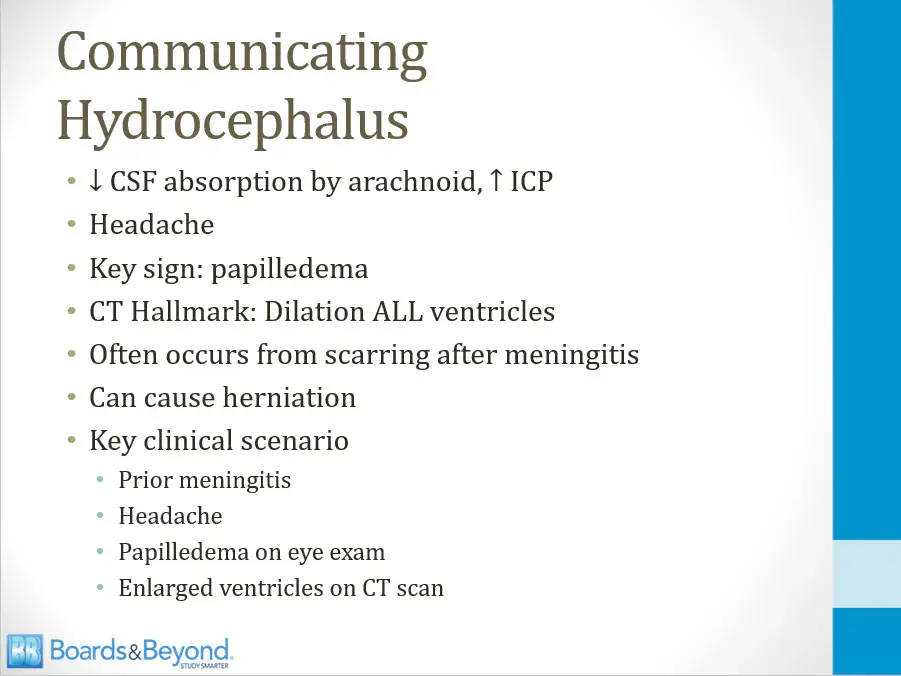 Communicating
Hydrocephalus
• ↓ CSF absorption by arachnoid, ↑ ICP
• Headache
• Key sign: papilledema
• CT Hallmark: Dilation ALL ventricles
• Often occurs from scarring after meningitis
• Can cause herniation
• Key clinical scenario
• Prior meningitis
• Headache
• Papilledema on eye exam
• Enlarged ventricles on CT scan
BB Boards&Beyond.
STUDY SMARTER